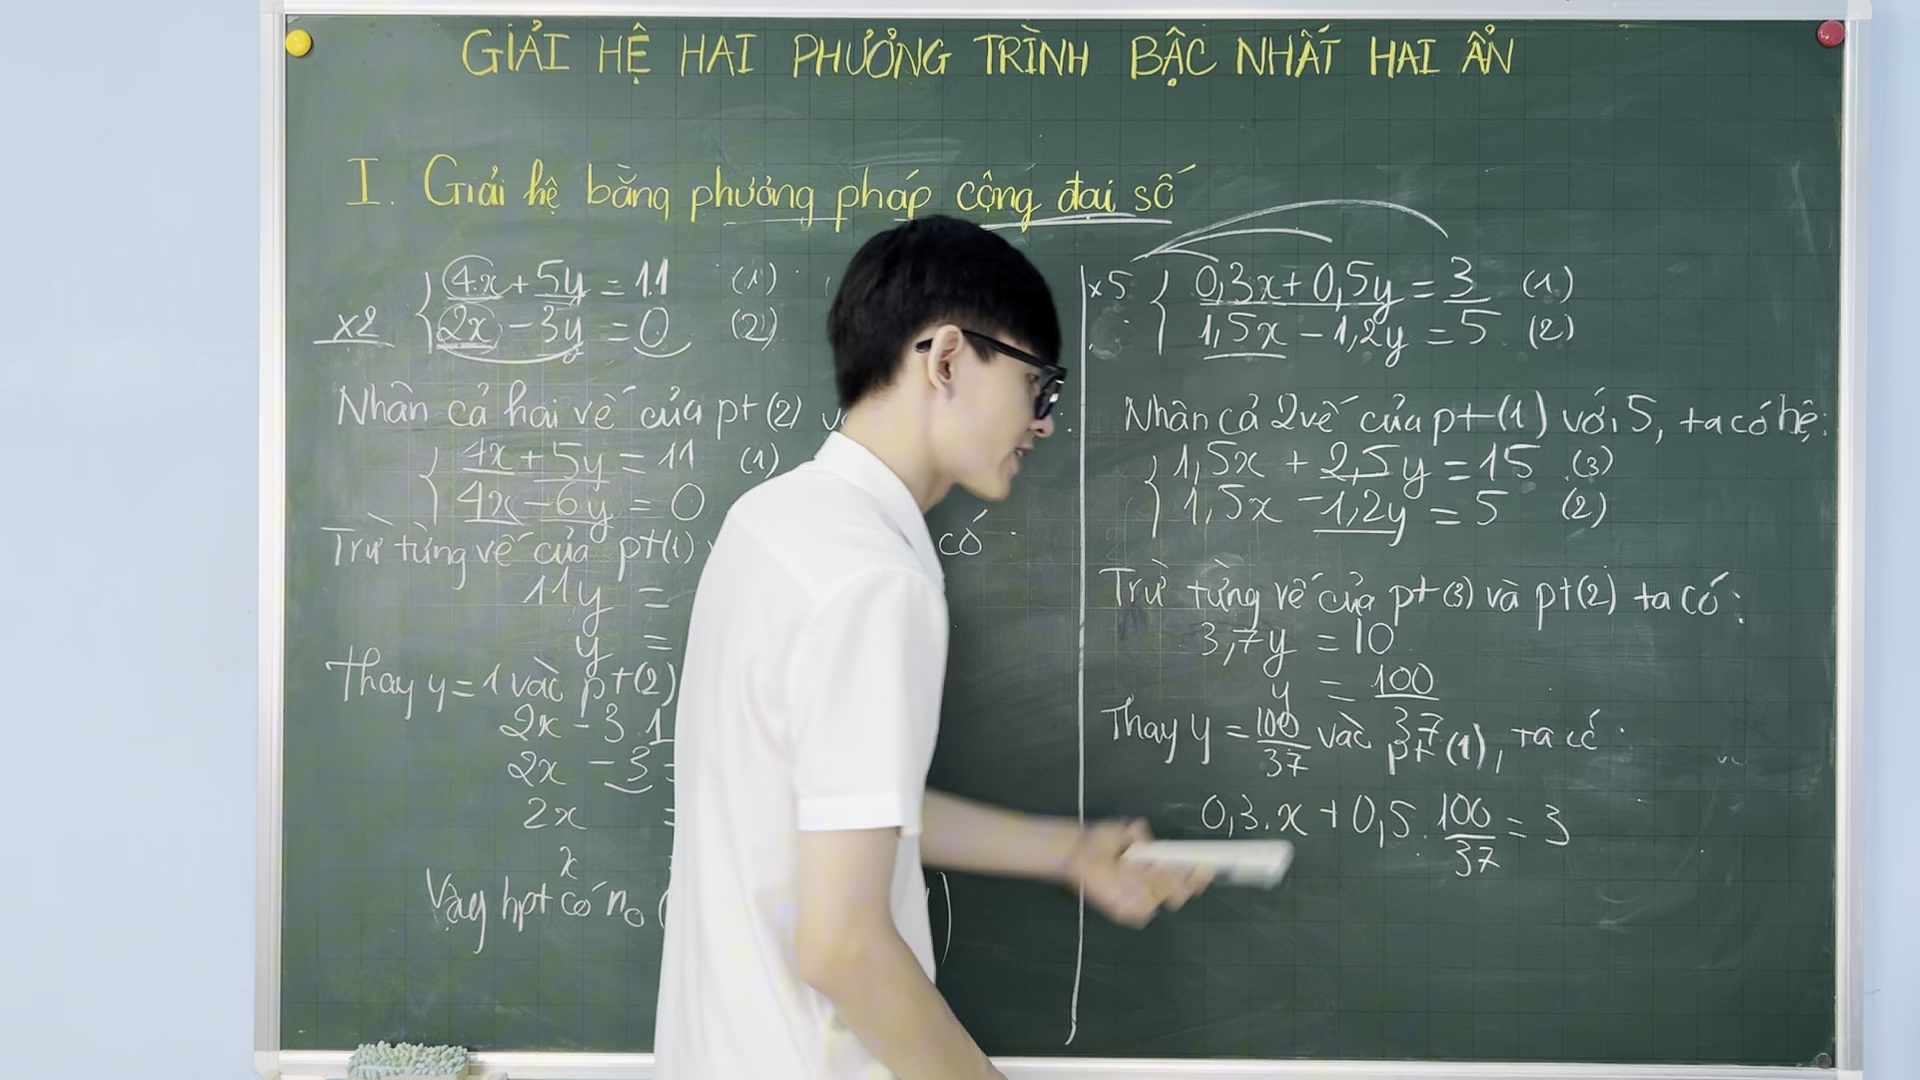 GIẢI HỆ HAI PHƯƠNG TRÌNH BẬC NHẤT HAI ẨN
I. Giải hệ bằng phương pháp cộng đại số
4x + 5y = 11 (1)
x2 2x - 3y = 0 (2)
Nhân cả hai vế của pt (2)
4x + 5y = 11 (1)
4x - 6y = 0
Trừ từng vế của pt(1) có
11y =
y =
Thay y = 1 vào pt(2)
2x - 3.1
2x - 3 =
2x =
x
Vậy hpt có no (
x5 0,3x + 0,5y = 3 (1)
1,5x - 1,2y = 5 (2)
Nhân cả 2 vế của pt (1) với 5, ta có hệ:
1,5x + 2,5y = 15 (3)
1,5x - 1,2y = 5 (2)
Trừ từng vế của pt (3) và pt (2) ta có:
3,7y = 10
y = 100/37
Thay y = 100/37 vào pt (1), ta có
0,3.x + 0,5.100/37 = 3